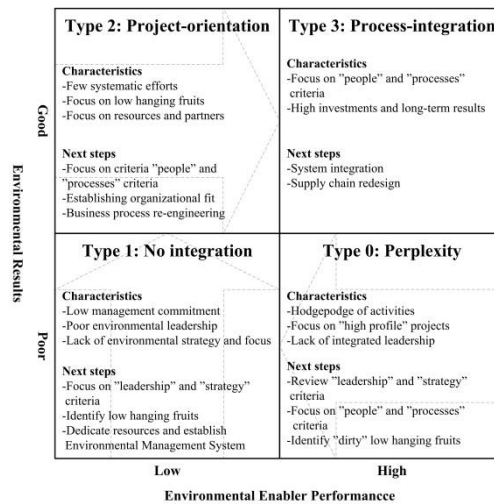 Type 2: Project-orientation
Characteristics
-Few systematic efforts
-Focus on low hanging fruits
-Focus on resources and partners
Next steps
-Focus on criteria ”people” and
”processes” criteria
-Establishing organizational fit
-Business process re-engineering
Type 3: Process-integration
Characteristics
-Focus on ”people” and ”processes”
criteria
-High investments and long-term results
Next steps
-System integration
-Supply chain redesign
Type 1: No integration
Characteristics
-Low management commitment
-Poor environmental leadership
-Lack of environmental strategy and focus
Next steps
-Focus on ”leadership” and ”strategy”
criteria
-Identify low hanging fruits
-Dedicate resources and establish
Environmental Management System
Type 0: Perplexity
Characteristics
-Hodgepodge of activities
-Focus on ”high profile” projects
-Lack of integrated leadership
Next steps
-Review ”leadership” and ”strategy”
criteria
-Focus on ”people” and ”processes”
criteria
-Identify ”dirty” low hanging fruits
Environmental Results
Good
Poor
Low
High
Environmental Enabler Performancce